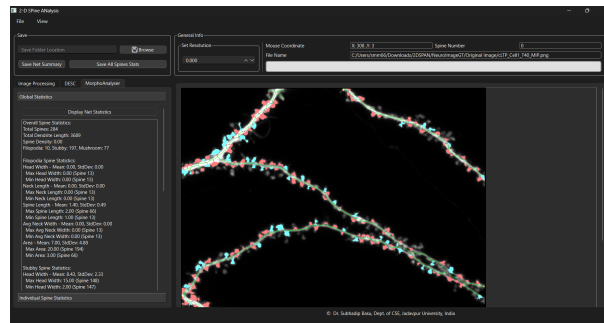 2-D SPine ANalysis
File View
Save
Save Folder Location
Browse
Save Net Summary Save All Spines Stats
General Info
Set Resolution
0.000
Mouse Coordinate X: 300 ,Y: 3 Spine Number 0
File Name C:/Users/smm66/Downloads/2DSPAN/NeuroImageGT/Original Image/cLTP_Cell1_T40_MIP.png
Image Processing DESC MorphoAnalyser
Global Statistics
Display Net Statistics
Overall Spine Statistics:
Total Spines: 284
Total Dendrite Length: 3609
Spine Density: 0.00
Filopodia: 10, Stubby: 197, Mushroom: 77
Filopodia Spine Statistics:
Head Width - Mean: 0.00, StdDev: 0.00
Max Head Width: 0.00 (Spine 13)
Min Head Width: 0.00 (Spine 13)
Neck Length - Mean: 0.00, StdDev: 0.00
Max Neck Length: 0.00 (Spine 13)
Min Neck Length: 0.00 (Spine 13)
Spine Length - Mean: 1.40, StdDev: 0.49
Max Spine Length: 2.00 (Spine 66)
Min Spine Length: 1.00 (Spine 13)
Avg Neck Width - Mean: 0.00, StdDev: 0.00
Max Avg Neck Width: 0.00 (Spine 13)
Min Avg Neck Width: 0.00 (Spine 13)
Area - Mean: 7.00, StdDev: 4.88
Max Area: 20.00 (Spine 194)
Min Area: 3.00 (Spine 66)
Stubby Spine Statistics:
Head Width - Mean: 8.43, StdDev: 2.33
Max Head Width: 15.00 (Spine 148)
Min Head Width: 2.00 (Spine 147)
Individual Spine Statistics
© Dr. Subhadip Basu, Dept. of CSE, Jadavpur University, India